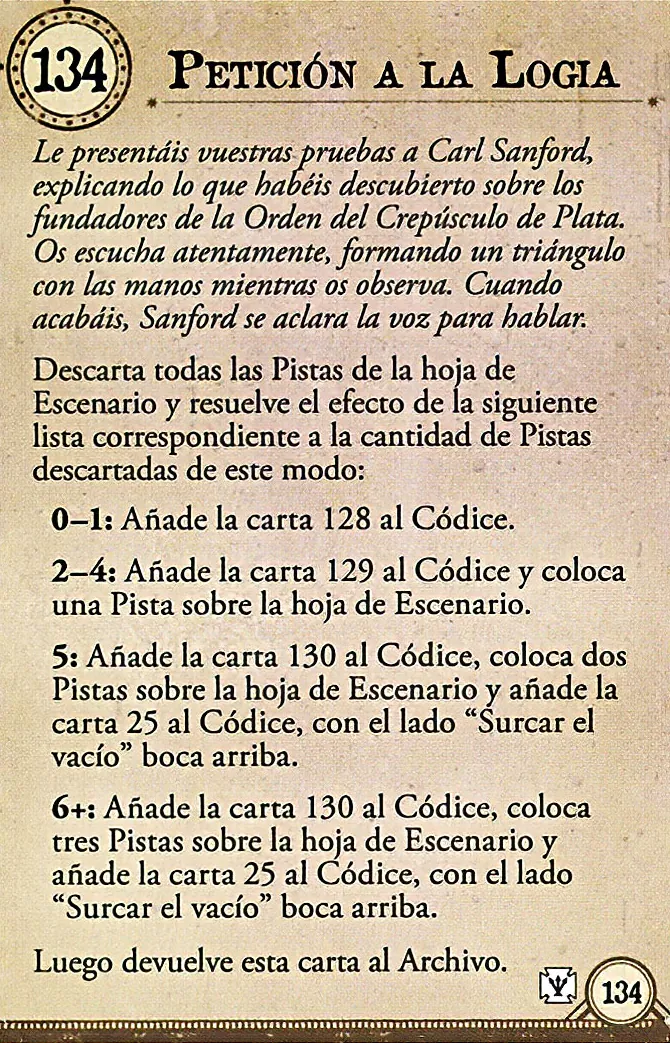 134
Petición a la Logia
Le presentáis vuestras pruebas a Carl Sanford,
explicando lo que habéis descubierto sobre los
fundadores de la Orden del Crepúsculo de Plata.
Os escucha atentamente, formando un triángulo
con las manos mientras os observa. Cuando
acabáis, Sanford se aclara la voz para hablar.
Descarta todas las Pistas de la hoja de
Escenario y resuelve el efecto de la siguiente
lista correspondiente a la cantidad de Pistas
descartadas de este modo:
0–1: Añade la carta 128 al Códice.
2–4: Añade la carta 129 al Códice y coloca
una Pista sobre la hoja de Escenario.
5: Añade la carta 130 al Códice, coloca dos
Pistas sobre la hoja de Escenario y añade la
carta 25 al Códice, con el lado “Surcar el
vacío” boca arriba.
6+: Añade la carta 130 al Códice, coloca
tres Pistas sobre la hoja de Escenario y
añade la carta 25 al Códice, con el lado
“Surcar el vacío” boca arriba.
Luego devuelve esta carta al Archivo.
134